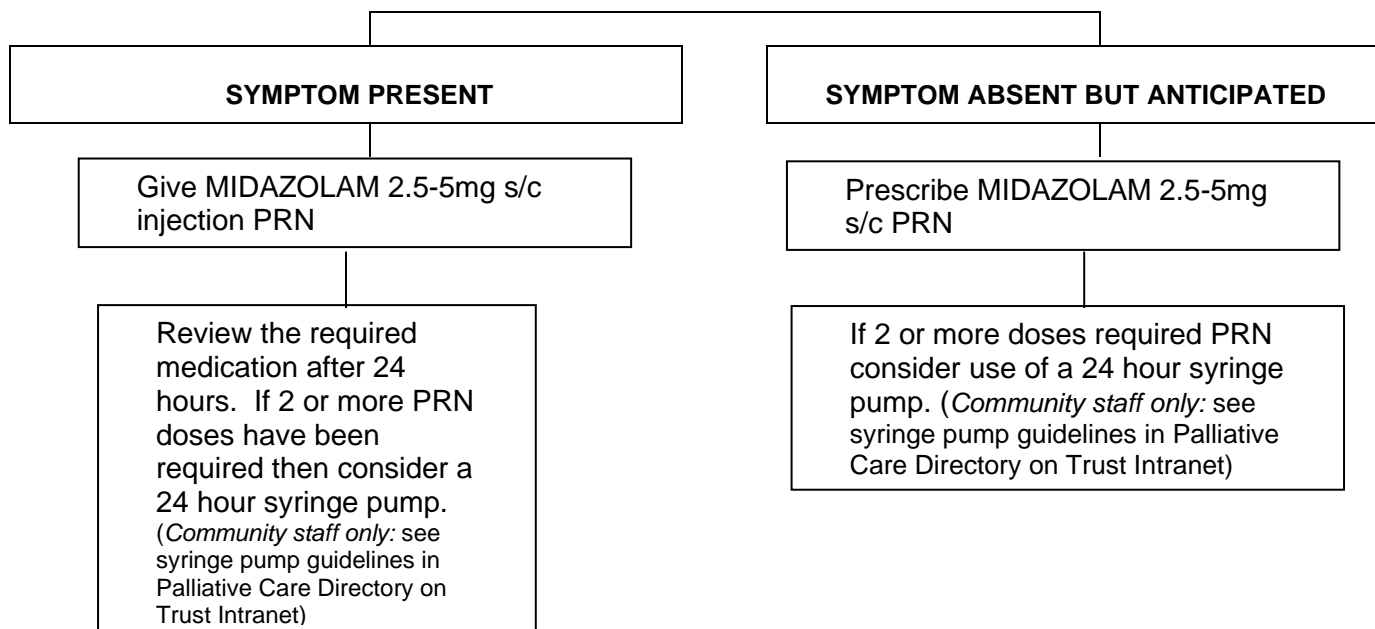 SYMPTOM PRESENT
Give MIDAZOLAM 2.5-5mg s/c
injection PRN
Review the required
medication after 24
hours.  If 2 or more PRN
doses have been
required then consider a
24 hour syringe pump.
(Community staff only: see
syringe pump guidelines in
Palliative Care Directory on
Trust Intranet)
SYMPTOM ABSENT BUT ANTICIPATED
Prescribe MIDAZOLAM 2.5-5mg
s/c PRN
If 2 or more doses required PRN
consider use of a 24 hour syringe
pump. (Community staff only: see
syringe pump guidelines in Palliative
Care Directory on Trust Intranet)